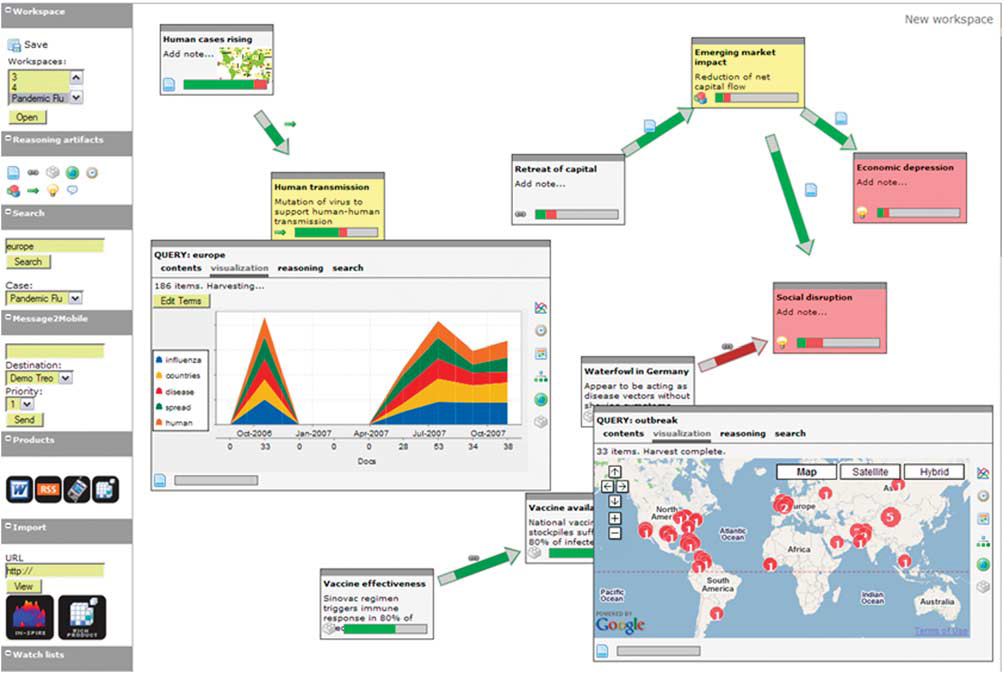 Workspace
Save
Workspaces:
3
4
Pandemic Flu
Open
Reasoning artifacts
Search
europe
Search
Case:
Pandemic Flu
Message2Mobile
Destination:
Demo Treo
Priority:
1
Send
Products
W
RSS
Import
URL
http://
View
IN-SPIRE
RICH PRODUCT
Watch lists
New workspace
Human cases rising
Add note...
Human transmission
Mutation of virus to
support human-human
transmission
Emerging market
impact
Reduction of net
capital flow
Retreat of capital
Add note...
Economic depression
Add note...
Social disruption
Add note...
QUERY: europe
contents visualization reasoning search
186 items. Harvesting...
Edit Terms
influenza
countries
disease
spread
human
Oct-2006 Jan-2007 Apr-2007 Jul-2007 Oct-2007
0 33 0 0 28 53 34 38
Docs
Waterfowl in Germany
Appear to be acting as
disease vectors without
QUERY: outbreak
contents visualization reasoning search
33 items. Harvest complete.
Map Satellite Hybrid
North
Asi
Europe
5
2
Atlantic
Ocean
Africa
South
America
Pacific
Ocean
Indian
Ocean
Australia
POWERED BY
Google
Terms of Use
Vaccine availa
National vaccin
stockpiles suff
80% of infecte
Vaccine effectiveness
Sinovac regimen
triggers immune
response in 80% of